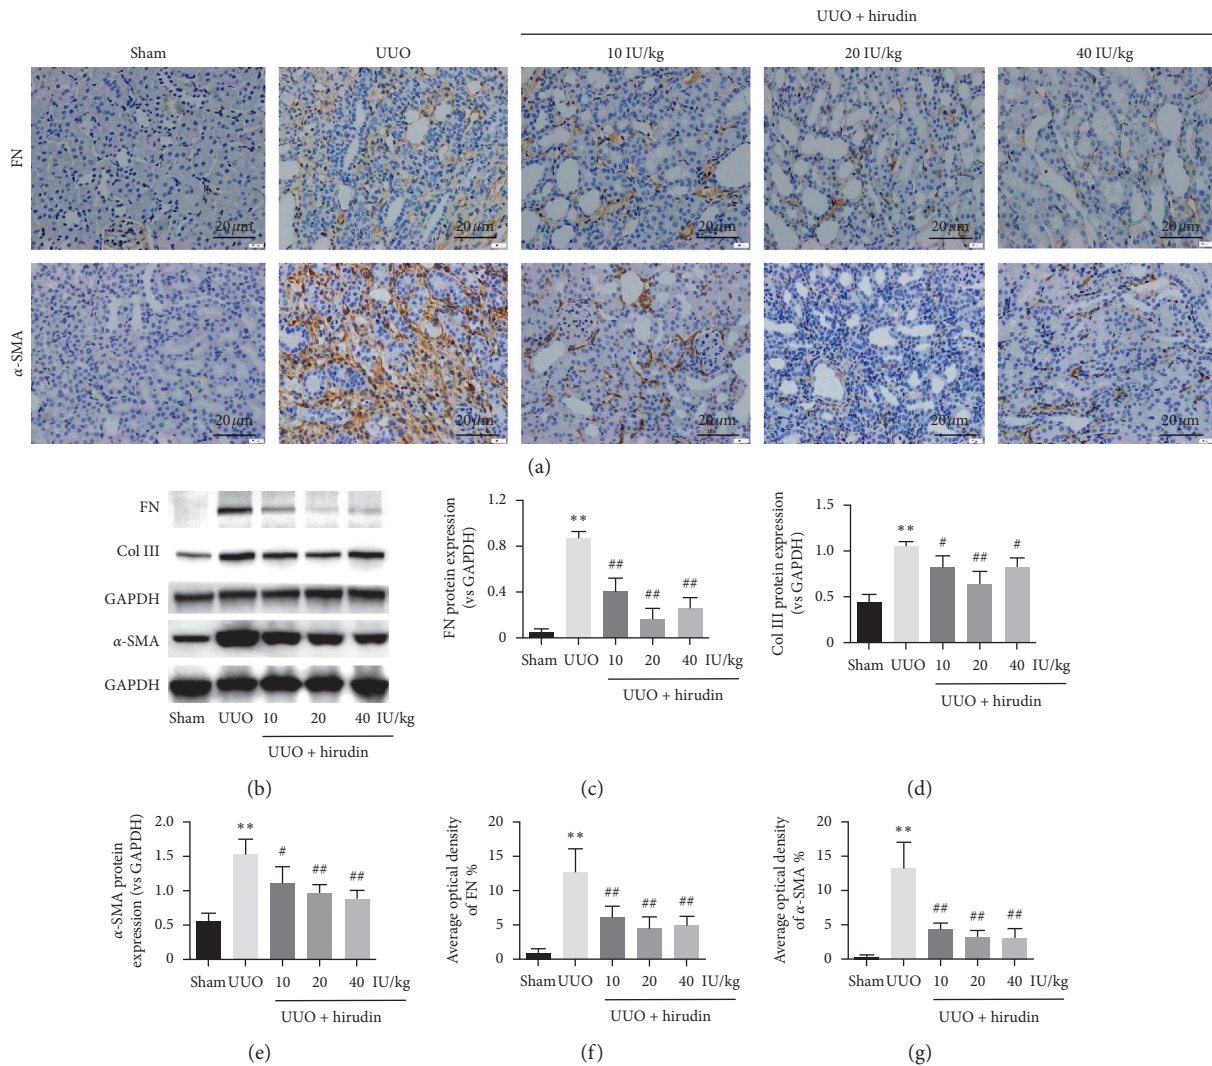 UUO + hirudin
Sham UUO 10 IU/kg 20 IU/kg 40 IU/kg
FN
20 μm 20 μm 20 μm 20 μm 20 μm
α-SMA
20 μm 20 μm 20 μm 20 μm 20 μm
(a)
FN
Col III
GAPDH
α-SMA
GAPDH
Sham UUO 10 20 40 IU/kg
UUO + hirudin
(b)
FN protein expression
(vs GAPDH)
1.2
0.8
0.4
0
** ## ## ##
Sham UUO 10 20 40 IU/kg
UUO + hirudin
(c)
Col III protein expression
(vs GAPDH)
1.5
1.0
0.5
0
** # ## #
Sham UUO 10 20 40 IU/kg
UUO + hirudin
(d)
α-SMA protein
expression (vs GAPDH)
2.0
1.5
1.0
0.5
0
** # ## ##
Sham UUO 10 20 40 IU/kg
UUO + hirudin
(e)
Average optical density
of FN %
20
15
10
5
0
** ## ## ##
Sham UUO 10 20 40 IU/kg
UUO + hirudin
(f)
Average optical density
of α-SMA %
20
15
10
5
0
** ## ## ##
Sham UUO 10 20 40 IU/kg
UUO + hirudin
(g)